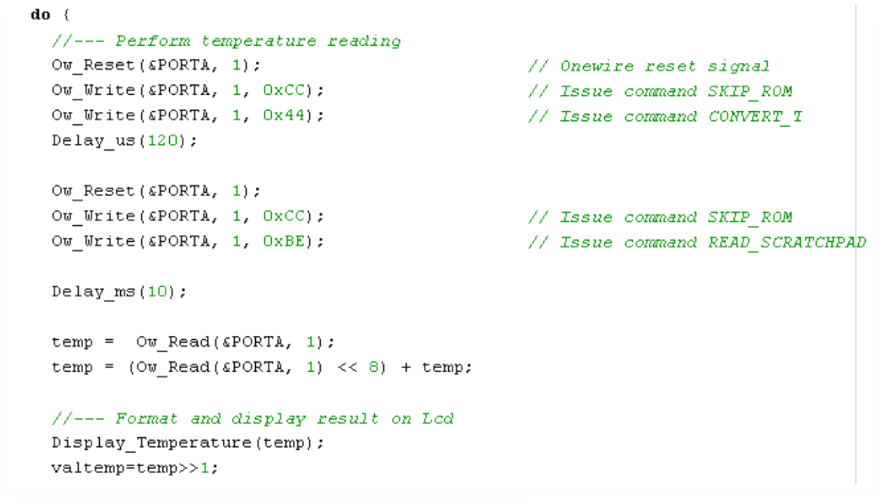 do {
//--- Perform temperature reading
Ow_Reset(&PORTA, 1); // Onewire reset signal
Ow_Write(&PORTA, 1, 0xCC); // Issue command SKIP_ROM
Ow_Write(&PORTA, 1, 0x44); // Issue command CONVERT_T
Delay_us(120);
Ow_Reset(&PORTA, 1);
Ow_Write(&PORTA, 1, 0xCC); // Issue command SKIP_ROM
Ow_Write(&PORTA, 1, 0xBE); // Issue command READ_SCRATCHPAD
Delay_ms(10);
temp = Ow_Read(&PORTA, 1);
temp = (Ow_Read(&PORTA, 1) << 8) + temp;
//--- Format and display result on Lcd
Display_Temperature(temp);
valtemp=temp>>1;